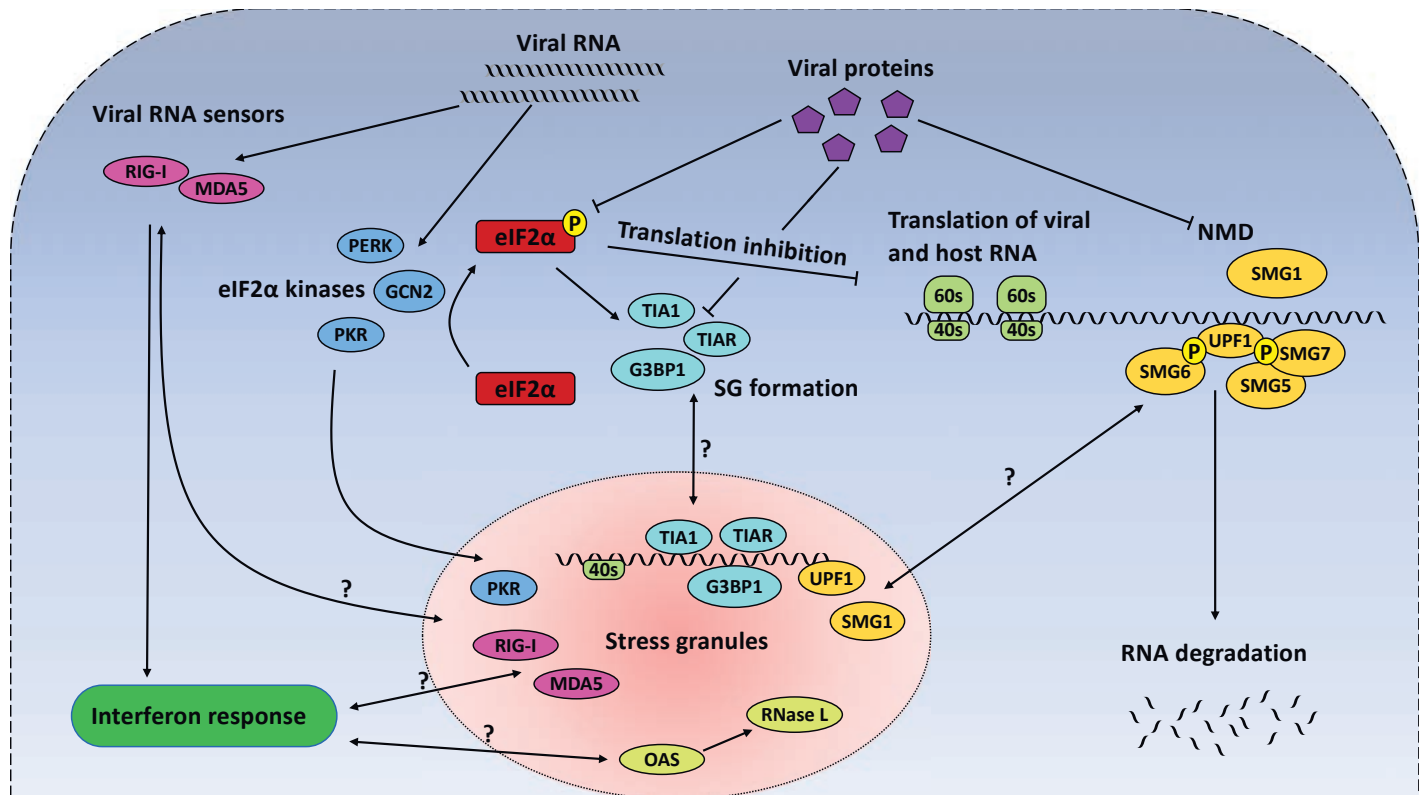 Viral RNA
Viral proteins
Viral RNA sensors
RIG-I
MDA5
PERK
GCN2
eIF2α kinases
PKR
eIF2α
P
Translation inhibition
eIF2α
TIA1
TIAR
G3BP1
SG formation
?
Translation of viral
and host RNA
60s
60s
40s
40s
NMD
SMG1
UPF1
P
P
SMG7
SMG6
SMG5
?
?
TIA1
TIAR
40s
G3BP1
UPF1
PKR
SMG1
RIG-I
Stress granules
MDA5
?
Interferon response
?
RNase L
OAS
RNA degradation